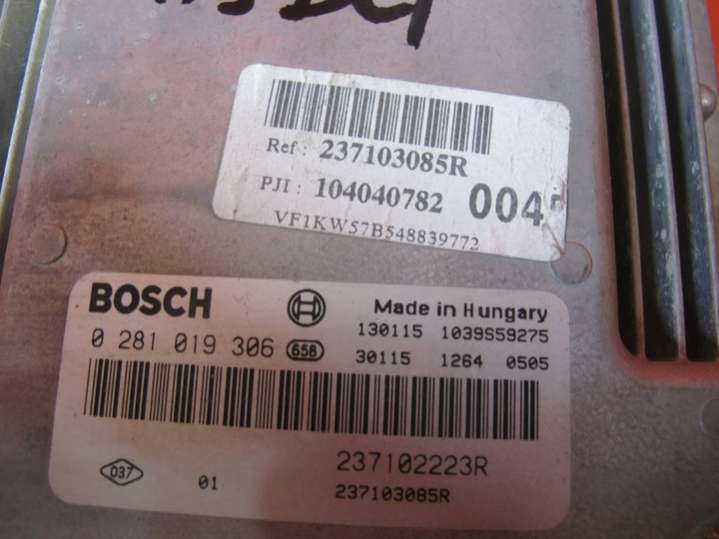 Ref : 237103085R
PJI : 104040782 004
VF1KW57B548839772
BOSCH Made in Hungary
0 281 019 306 658 130115 1039S59275
30115 1264 0505
037 01 237102223R
237103085R